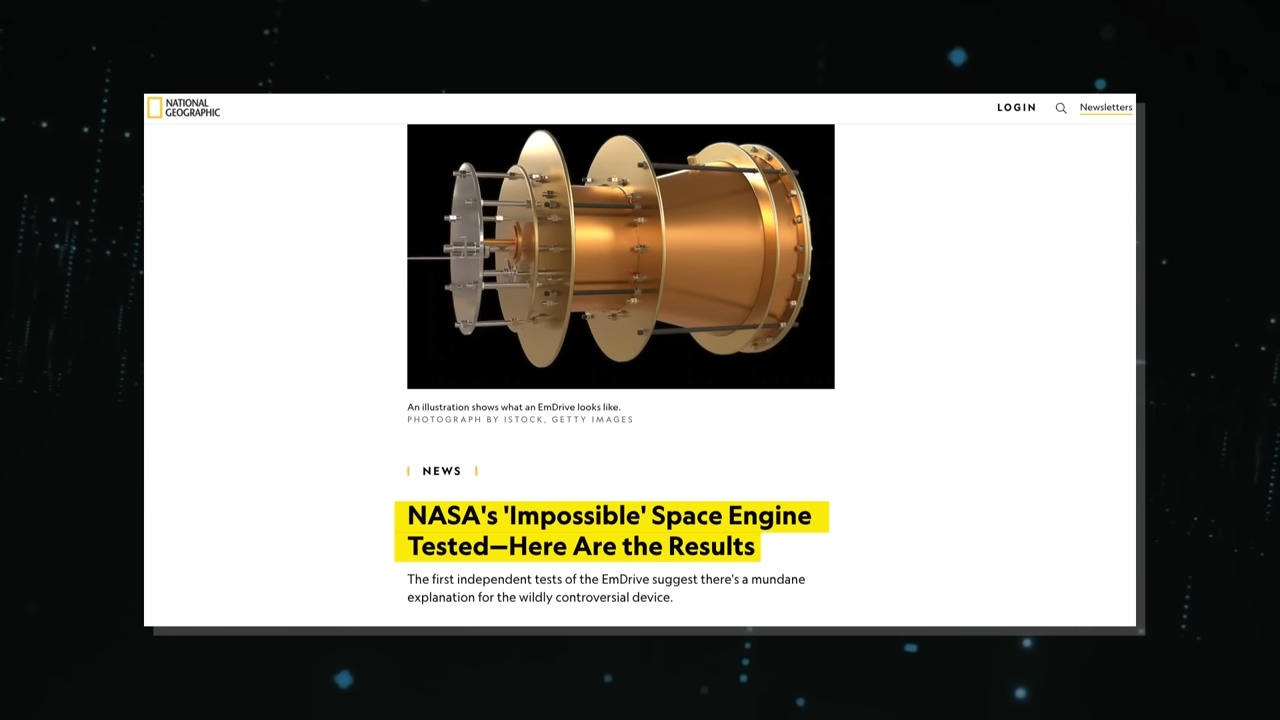 NATIONAL
GEOGRAPHIC
LOGIN
Newsletters
An illustration shows what an EmDrive looks like.
PHOTOGRAPH BY ISTOCK, GETTY IMAGES
NEWS
NASA's 'Impossible' Space Engine
Tested—Here Are the Results
The first independent tests of the EmDrive suggest there's a mundane
explanation for the wildly controversial device.